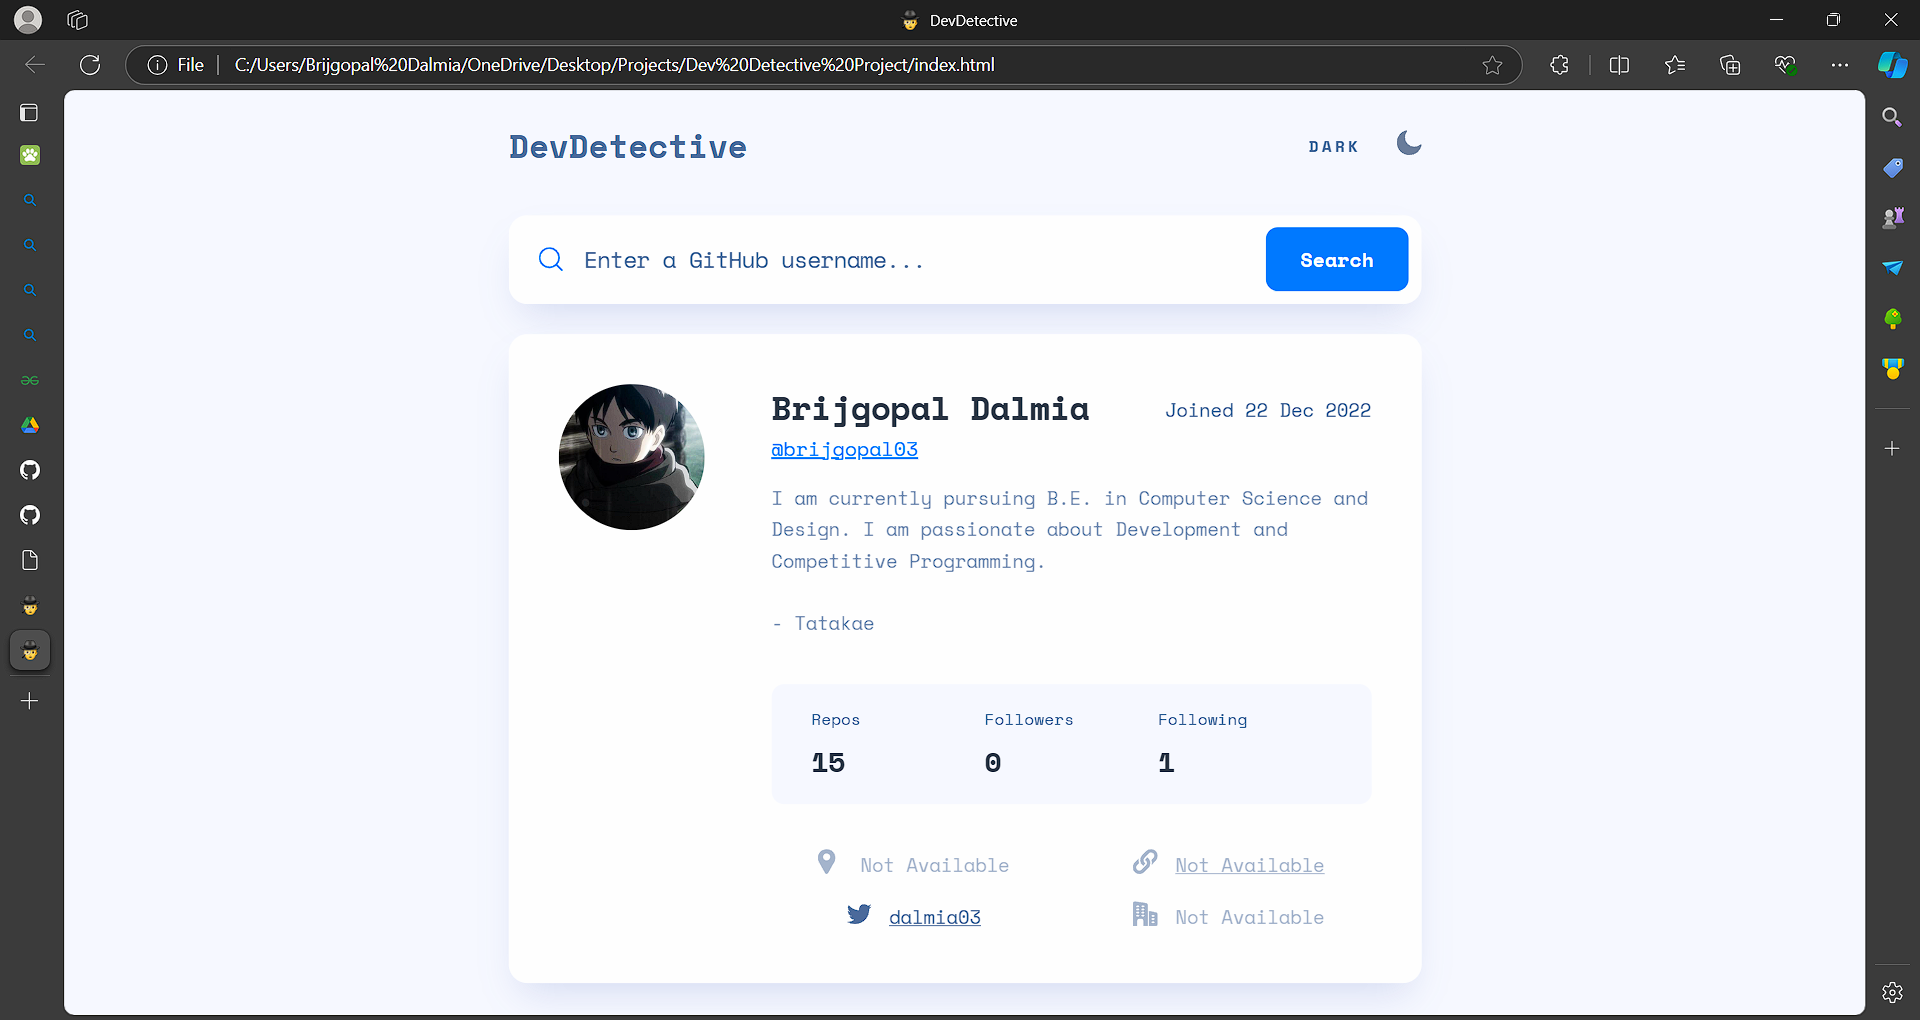 DevDetective
File
C:/Users/Brijgopal%20Dalmia/OneDrive/Desktop/Projects/Dev%20Detective%20Project/index.html
DevDetective
DARK
Enter a GitHub username...
Search
Brijgopal Dalmia
Joined 22 Dec 2022
@brijgopal03
I am currently pursuing B.E. in Computer Science and
Design. I am passionate about Development and
Competitive Programming.
- Tatakae
Repos
Followers
Following
15
0
1
Not Available
Not Available
dalmia03
Not Available